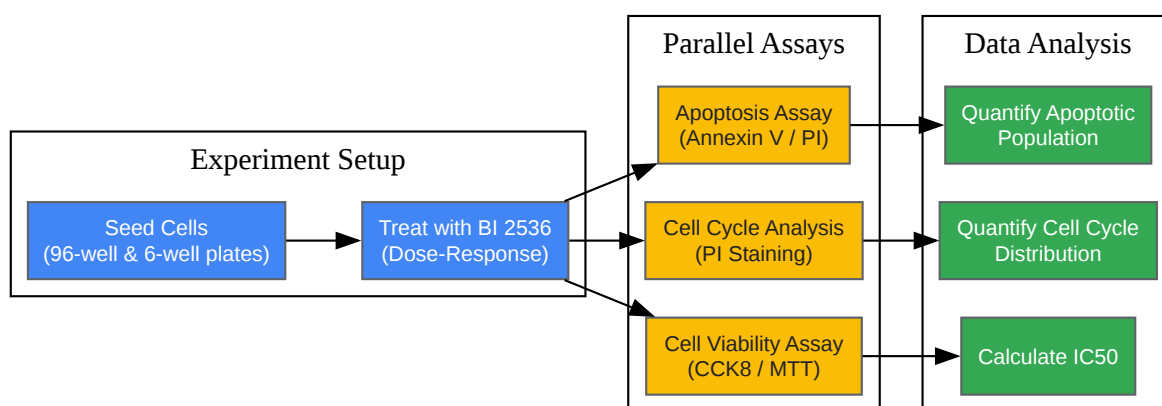 Experiment Setup
Seed Cells
(96-well & 6-well plates)
Treat with BI 2536
(Dose-Response)
Parallel Assays
Apoptosis Assay
(Annexin V / PI)
Cell Cycle Analysis
(PI Staining)
Cell Viability Assay
(CCK8 / MTT)
Data Analysis
Quantify Apoptotic
Population
Quantify Cell Cycle
Distribution
Calculate IC50